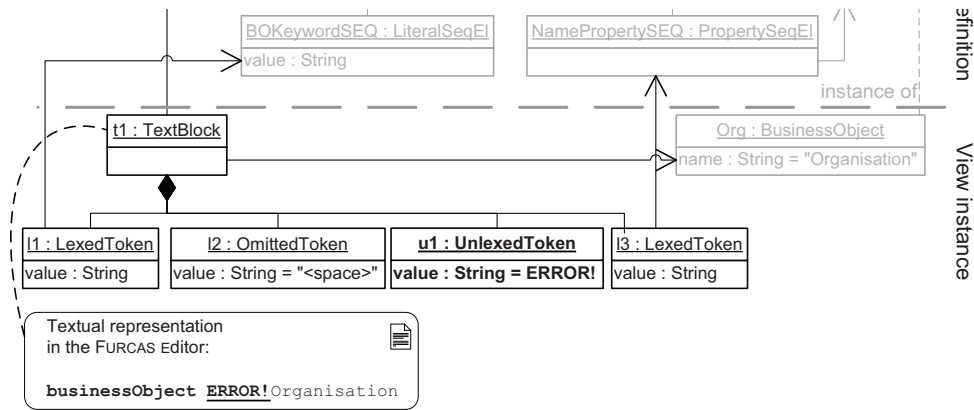 BOKeywordSEQ : LiteralSeqEl
value : String
NamePropertySEQ : PropertySeqEl
efinition
instance of
t1 : TextBlock
Org : BusinessObject
name : String = "Organisation"
View instance
l1 : LexedToken
value : String
l2 : OmittedToken
value : String = "<space>"
u1 : UnlexedToken
value : String = ERROR!
l3 : LexedToken
value : String
Textual representation
in the FURCAS Editor:
businessObject ERROR!Organisation